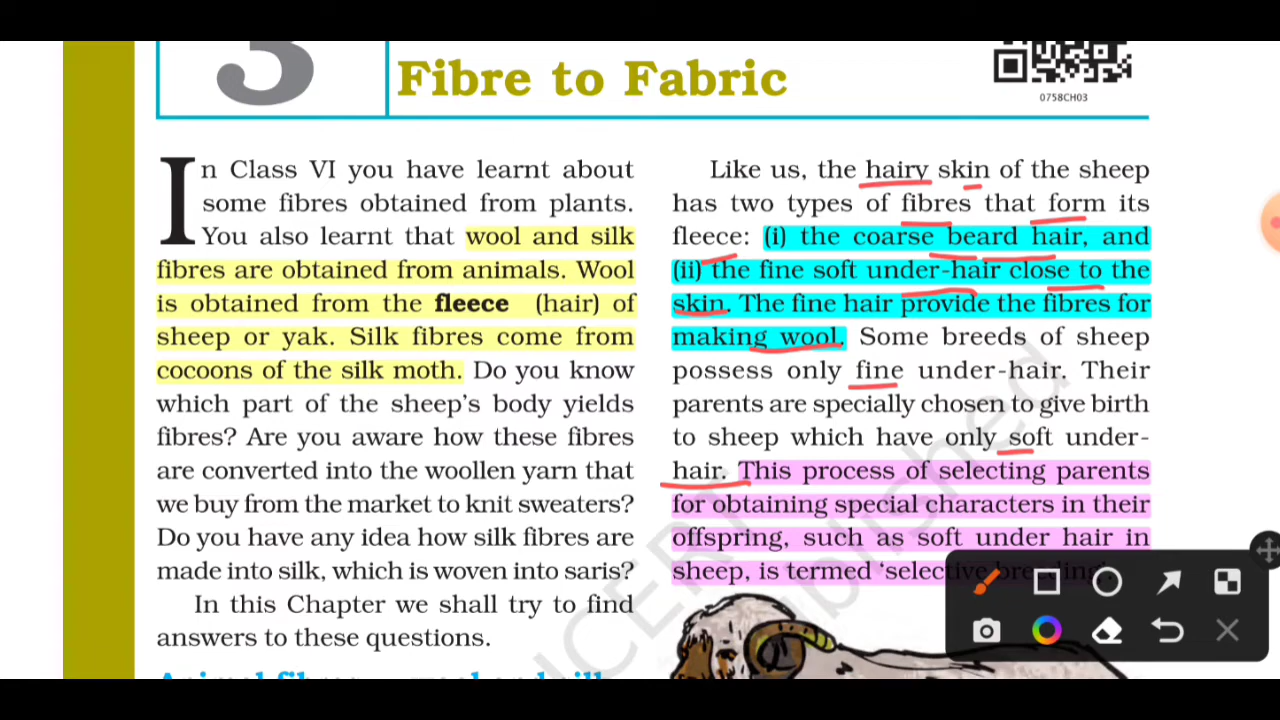 3
Fibre to Fabric
0758CH03
In Class VI you have learnt about
some fibres obtained from plants.
You also learnt that wool and silk
fibres are obtained from animals. Wool
is obtained from the fleece (hair) of
sheep or yak. Silk fibres come from
cocoons of the silk moth. Do you know
which part of the sheep's body yields
fibres? Are you aware how these fibres
are converted into the woollen yarn that
we buy from the market to knit sweaters?
Do you have any idea how silk fibres are
made into silk, which is woven into saris?
In this Chapter we shall try to find
answers to these questions.
Like us, the hairy skin of the sheep
has two types of fibres that form its
fleece: (i) the coarse beard hair, and
(ii) the fine soft under-hair close to the
skin. The fine hair provide the fibres for
making wool. Some breeds of sheep
possess only fine under-hair. Their
parents are specially chosen to give birth
to sheep which have only soft under-
hair. This process of selecting parents
for obtaining special characters in their
offspring, such as soft under hair in
sheep, is termed 'selective breeding'.